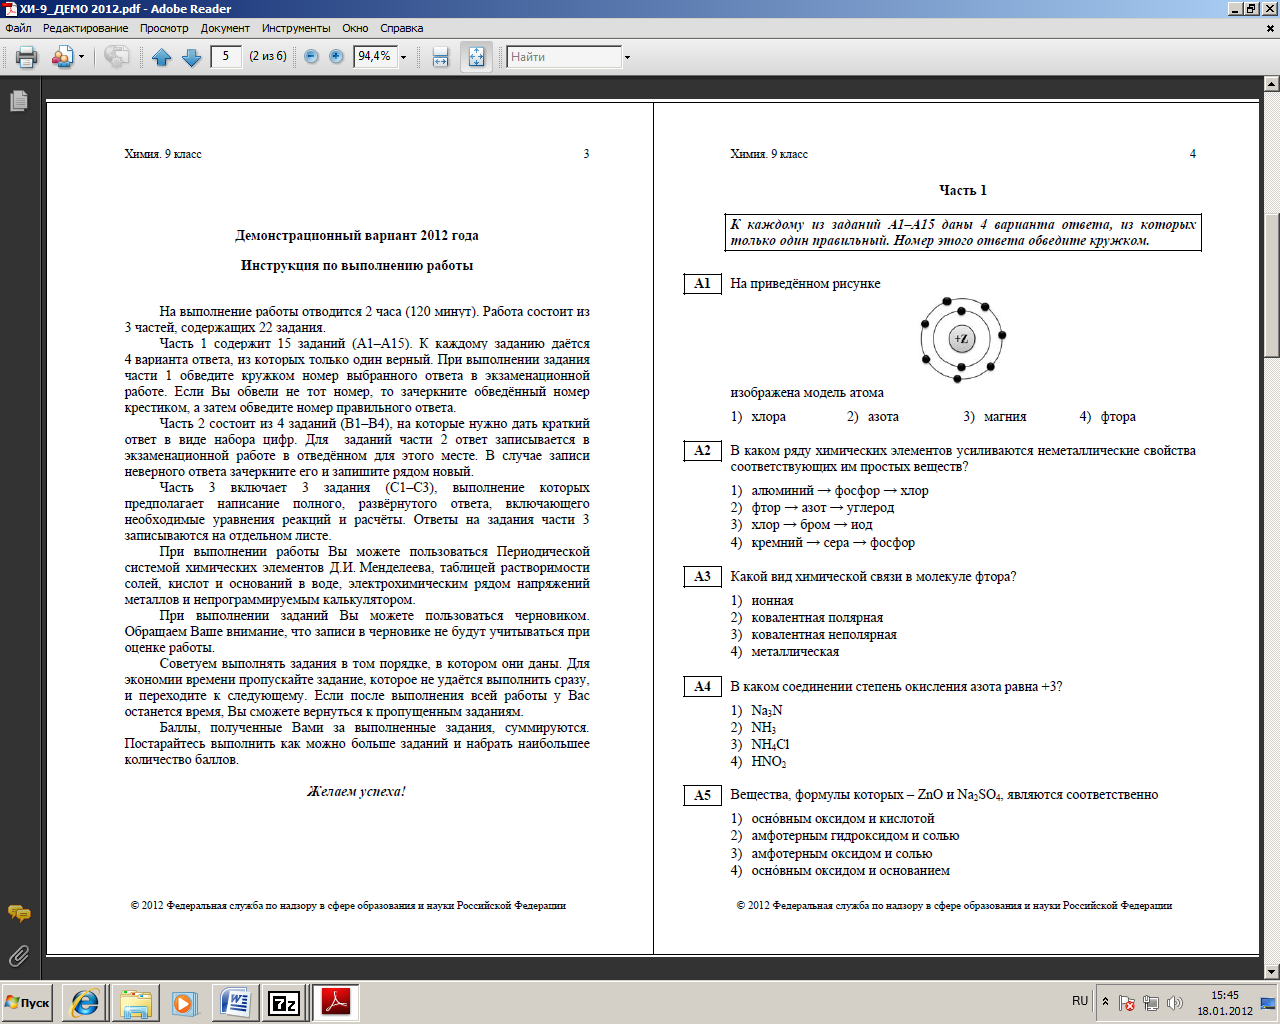 ХИ-9_ДЕМО 2012.pdf - Adobe Reader
Файл Редактирование Просмотр Документ Инструменты Окно Справка
5 (2 из 6) 94,4% Найти
Химия. 9 класс 3
Демонстрационный вариант 2012 года
Инструкция по выполнению работы
На выполнение работы отводится 2 часа (120 минут). Работа состоит из
3 частей, содержащих 22 задания.
Часть 1 содержит 15 заданий (А1–А15). К каждому заданию даётся
4 варианта ответа, из которых только один верный. При выполнении задания
части 1 обведите кружком номер выбранного ответа в экзаменационной
работе. Если Вы обвели не тот номер, то зачеркните обведённый номер
крестиком, а затем обведите номер правильного ответа.
Часть 2 состоит из 4 заданий (В1–В4), на которые нужно дать краткий
ответ в виде набора цифр. Для заданий части 2 ответ записывается в
экзаменационной работе в отведённом для этого месте. В случае записи
неверного ответа зачеркните его и запишите рядом новый.
Часть 3 включает 3 задания (С1–С3), выполнение которых
предполагает написание полного, развёрнутого ответа, включающего
необходимые уравнения реакций и расчёты. Ответы на задания части 3
записываются на отдельном листе.
При выполнении работы Вы можете пользоваться Периодической
системой химических элементов Д.И. Менделеева, таблицей растворимости
солей, кислот и оснований в воде, электрохимическим рядом напряжений
металлов и непрограммируемым калькулятором.
При выполнении заданий Вы можете пользоваться черновиком.
Обращаем Ваше внимание, что записи в черновике не будут учитываться при
оценке работы.
Советуем выполнять задания в том порядке, в котором они даны. Для
экономии времени пропускайте задание, которое не удаётся выполнить сразу,
и переходите к следующему. Если после выполнения всей работы у Вас
останется время, Вы сможете вернуться к пропущенным заданиям.
Баллы, полученные Вами за выполненные задания, суммируются.
Постарайтесь выполнить как можно больше заданий и набрать наибольшее
количество баллов.
Желаем успеха!
© 2012 Федеральная служба по надзору в сфере образования и науки Российской Федерации
Химия. 9 класс 4
Часть 1
К каждому из заданий А1–А15 даны 4 варианта ответа, из которых
только один правильный. Номер этого ответа обведите кружком.
А1 На приведённом рисунке
+Z
изображена модель атома
1) хлора 2) азота 3) магния 4) фтора
А2 В каком ряду химических элементов усиливаются неметаллические свойства
соответствующих им простых веществ?
1) алюминий → фосфор → хлор
2) фтор → азот → углерод
3) хлор → бром → иод
4) кремний → сера → фосфор
А3 Какой вид химической связи в молекуле фтора?
1) ионная
2) ковалентная полярная
3) ковалентная неполярная
4) металлическая
А4 В каком соединении степень окисления азота равна +3?
1) Na₃N
2) NH₃
3) NH₄Cl
4) HNO₂
А5 Вещества, формулы которых – ZnO и Na₂SO₄, являются соответственно
1) оснóвным оксидом и кислотой
2) амфотерным гидроксидом и солью
3) амфотерным оксидом и солью
4) оснóвным оксидом и основанием
© 2012 Федеральная служба по надзору в сфере образования и науки Российской Федерации
Пуск
W
7z
RU
15:45
18.01.2012